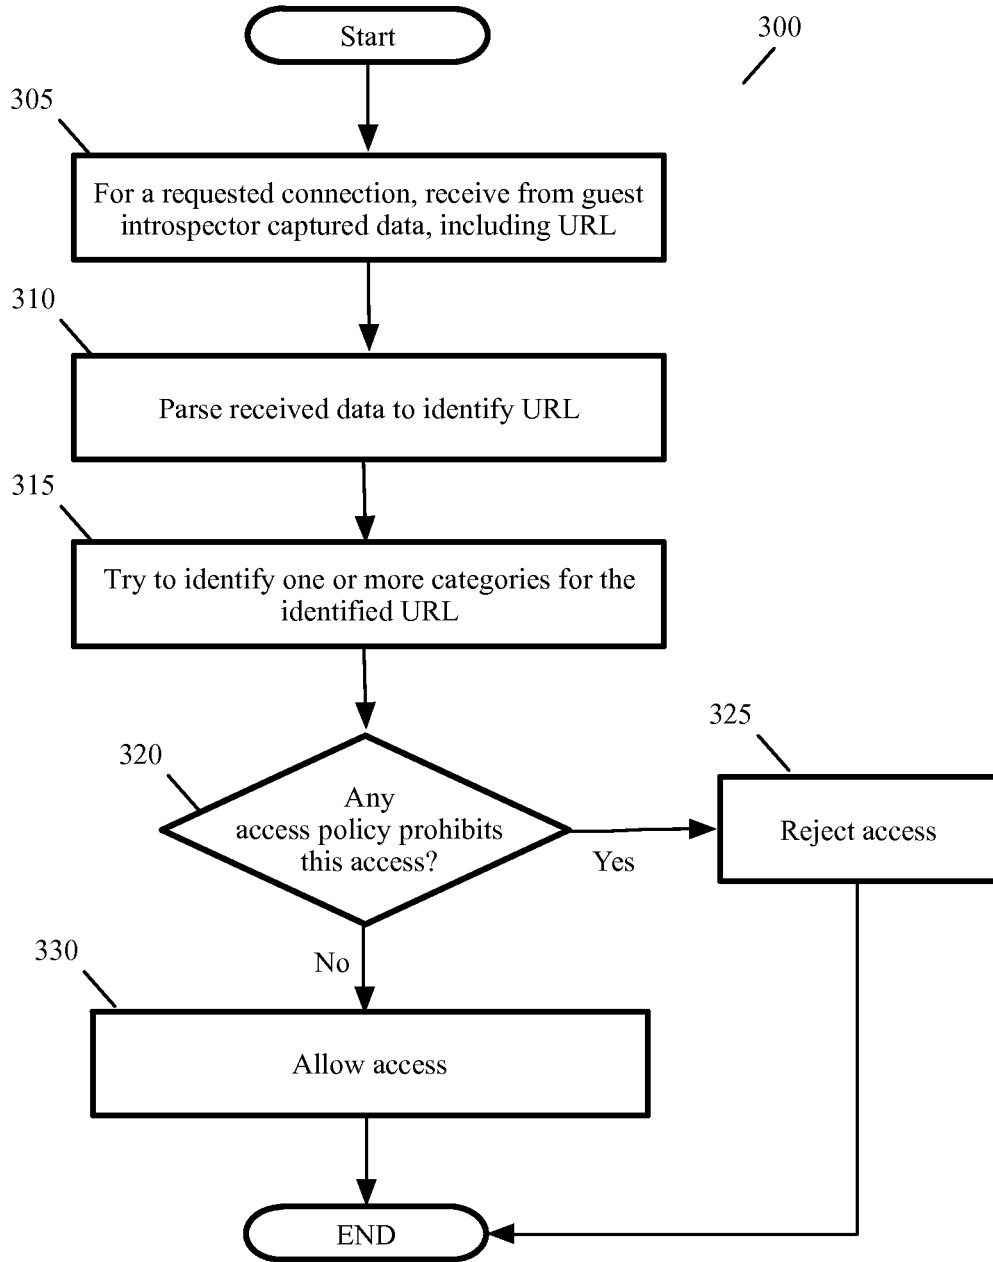 Start
300
305
For a requested connection, receive from guest
introspector captured data, including URL
310
Parse received data to identify URL
315
Try to identify one or more categories for the
identified URL
320
Any
access policy prohibits
this access?
Yes
325
Reject access
No
330
Allow access
END